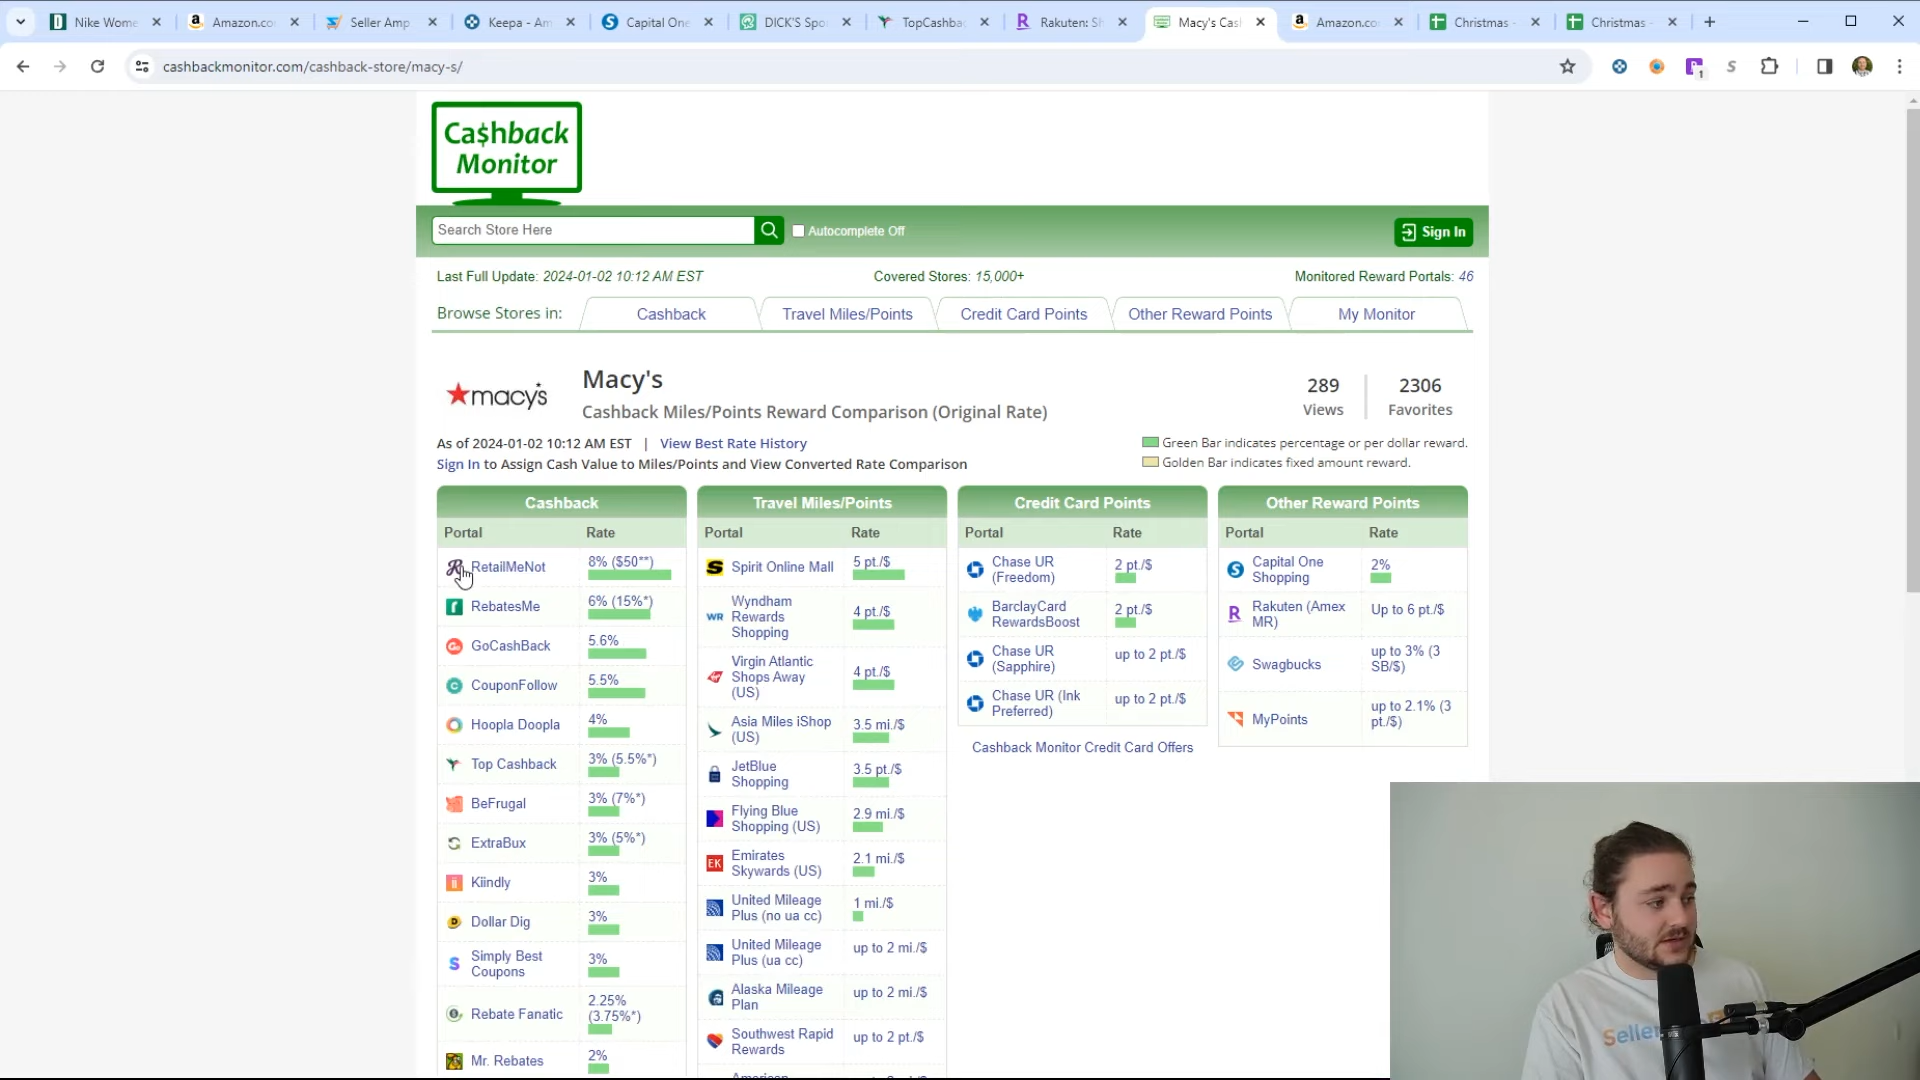 Nike Wome
Amazon.co
Seller Amp
Keepa - Am
Capital One
DICK'S Spo
TopCashba
Rakuten: Sh
Macy's Cas
Amazon.co
Christmas -
Christmas -
cashbackmonitor.com/cashback-store/macy-s/
1
Ca$hback
Monitor
Search Store Here
Autocomplete Off
Sign In
Last Full Update: 2024-01-02 10:12 AM EST
Covered Stores: 15,000+
Monitored Reward Portals: 46
Browse Stores in:
Cashback
Travel Miles/Points
Credit Card Points
Other Reward Points
My Monitor
macy's
Macy's
Cashback Miles/Points Reward Comparison (Original Rate)
289
Views
2306
Favorites
As of 2024-01-02 10:12 AM EST | View Best Rate History
Sign In to Assign Cash Value to Miles/Points and View Converted Rate Comparison
Green Bar indicates percentage or per dollar reward.
Golden Bar indicates fixed amount reward.
Cashback
Portal Rate
RetailMeNot 8% ($50**)
RebatesMe 6% (15%*)
GoCashBack 5.6%
CouponFollow 5.5%
Hoopla Doopla 4%
Top Cashback 3% (5.5%*)
BeFrugal 3% (7%*)
ExtraBux 3% (5%*)
Kiindly 3%
Dollar Dig 3%
Simply Best
Coupons
3%
Rebate Fanatic
2.25%
(3.75%*)
Mr. Rebates 2%
Travel Miles/Points
Portal Rate
Spirit Online Mall 5 pt./$
Wyndham
Rewards
Shopping
4 pt./$
Virgin Atlantic
Shops Away
(US)
4 pt./$
Asia Miles iShop
(US)
3.5 mi./$
JetBlue
Shopping
3.5 pt./$
Flying Blue
Shopping (US)
2.9 mi./$
Emirates
Skywards (US)
2.1 mi./$
United Mileage
Plus (no ua cc)
1 mi./$
United Mileage
Plus (ua cc)
up to 2 mi./$
Alaska Mileage
Plan
up to 2 mi./$
Southwest Rapid
Rewards
up to 2 pt./$
American
Credit Card Points
Portal Rate
Chase UR
(Freedom)
2 pt./$
BarclayCard
RewardsBoost
2 pt./$
Chase UR
(Sapphire)
up to 2 pt./$
Chase UR (Ink
Preferred)
up to 2 pt./$
Cashback Monitor Credit Card Offers
Other Reward Points
Portal Rate
Capital One
Shopping
2%
Rakuten (Amex
MR)
Up to 6 pt./$
Swagbucks
up to 3% (3
SB/$)
MyPoints
up to 2.1% (3
pt./$)
Seller